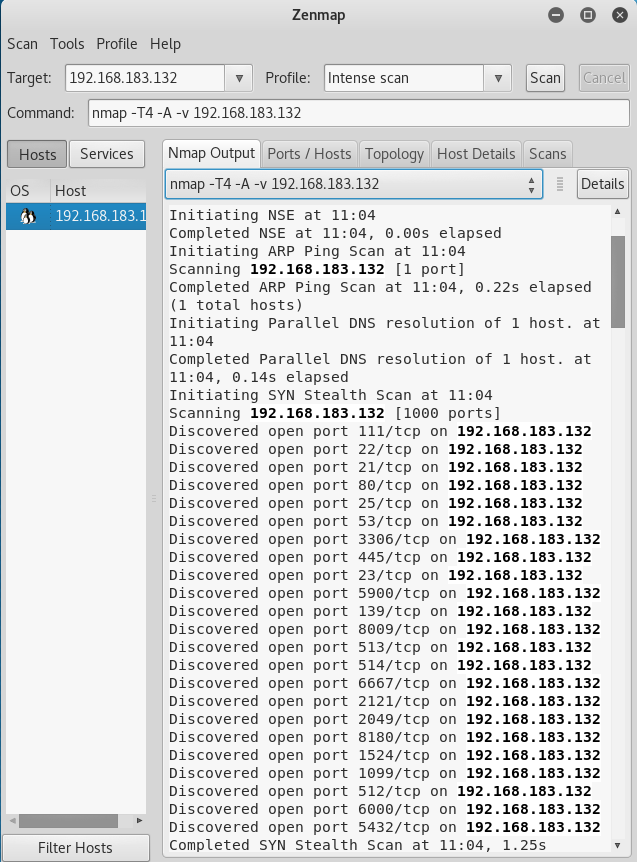 Zenmap
Scan Tools Profile Help
Target: 192.168.183.132 Profile: Intense scan Scan Cancel
Command: nmap -T4 -A -v 192.168.183.132
Hosts Services
OS Host
192.168.183.1
Filter Hosts
Nmap Output Ports / Hosts Topology Host Details Scans
nmap -T4 -A -v 192.168.183.132 Details
Initiating NSE at 11:04
Completed NSE at 11:04, 0.00s elapsed
Initiating ARP Ping Scan at 11:04
Scanning 192.168.183.132 [1 port]
Completed ARP Ping Scan at 11:04, 0.22s elapsed
(1 total hosts)
Initiating Parallel DNS resolution of 1 host. at
11:04
Completed Parallel DNS resolution of 1 host. at
11:04, 0.14s elapsed
Initiating SYN Stealth Scan at 11:04
Scanning 192.168.183.132 [1000 ports]
Discovered open port 111/tcp on 192.168.183.132
Discovered open port 22/tcp on 192.168.183.132
Discovered open port 21/tcp on 192.168.183.132
Discovered open port 80/tcp on 192.168.183.132
Discovered open port 25/tcp on 192.168.183.132
Discovered open port 53/tcp on 192.168.183.132
Discovered open port 3306/tcp on 192.168.183.132
Discovered open port 445/tcp on 192.168.183.132
Discovered open port 23/tcp on 192.168.183.132
Discovered open port 5900/tcp on 192.168.183.132
Discovered open port 139/tcp on 192.168.183.132
Discovered open port 8009/tcp on 192.168.183.132
Discovered open port 513/tcp on 192.168.183.132
Discovered open port 514/tcp on 192.168.183.132
Discovered open port 6667/tcp on 192.168.183.132
Discovered open port 2121/tcp on 192.168.183.132
Discovered open port 2049/tcp on 192.168.183.132
Discovered open port 8180/tcp on 192.168.183.132
Discovered open port 1524/tcp on 192.168.183.132
Discovered open port 1099/tcp on 192.168.183.132
Discovered open port 512/tcp on 192.168.183.132
Discovered open port 6000/tcp on 192.168.183.132
Discovered open port 5432/tcp on 192.168.183.132
Completed SYN Stealth Scan at 11:04, 1.25s